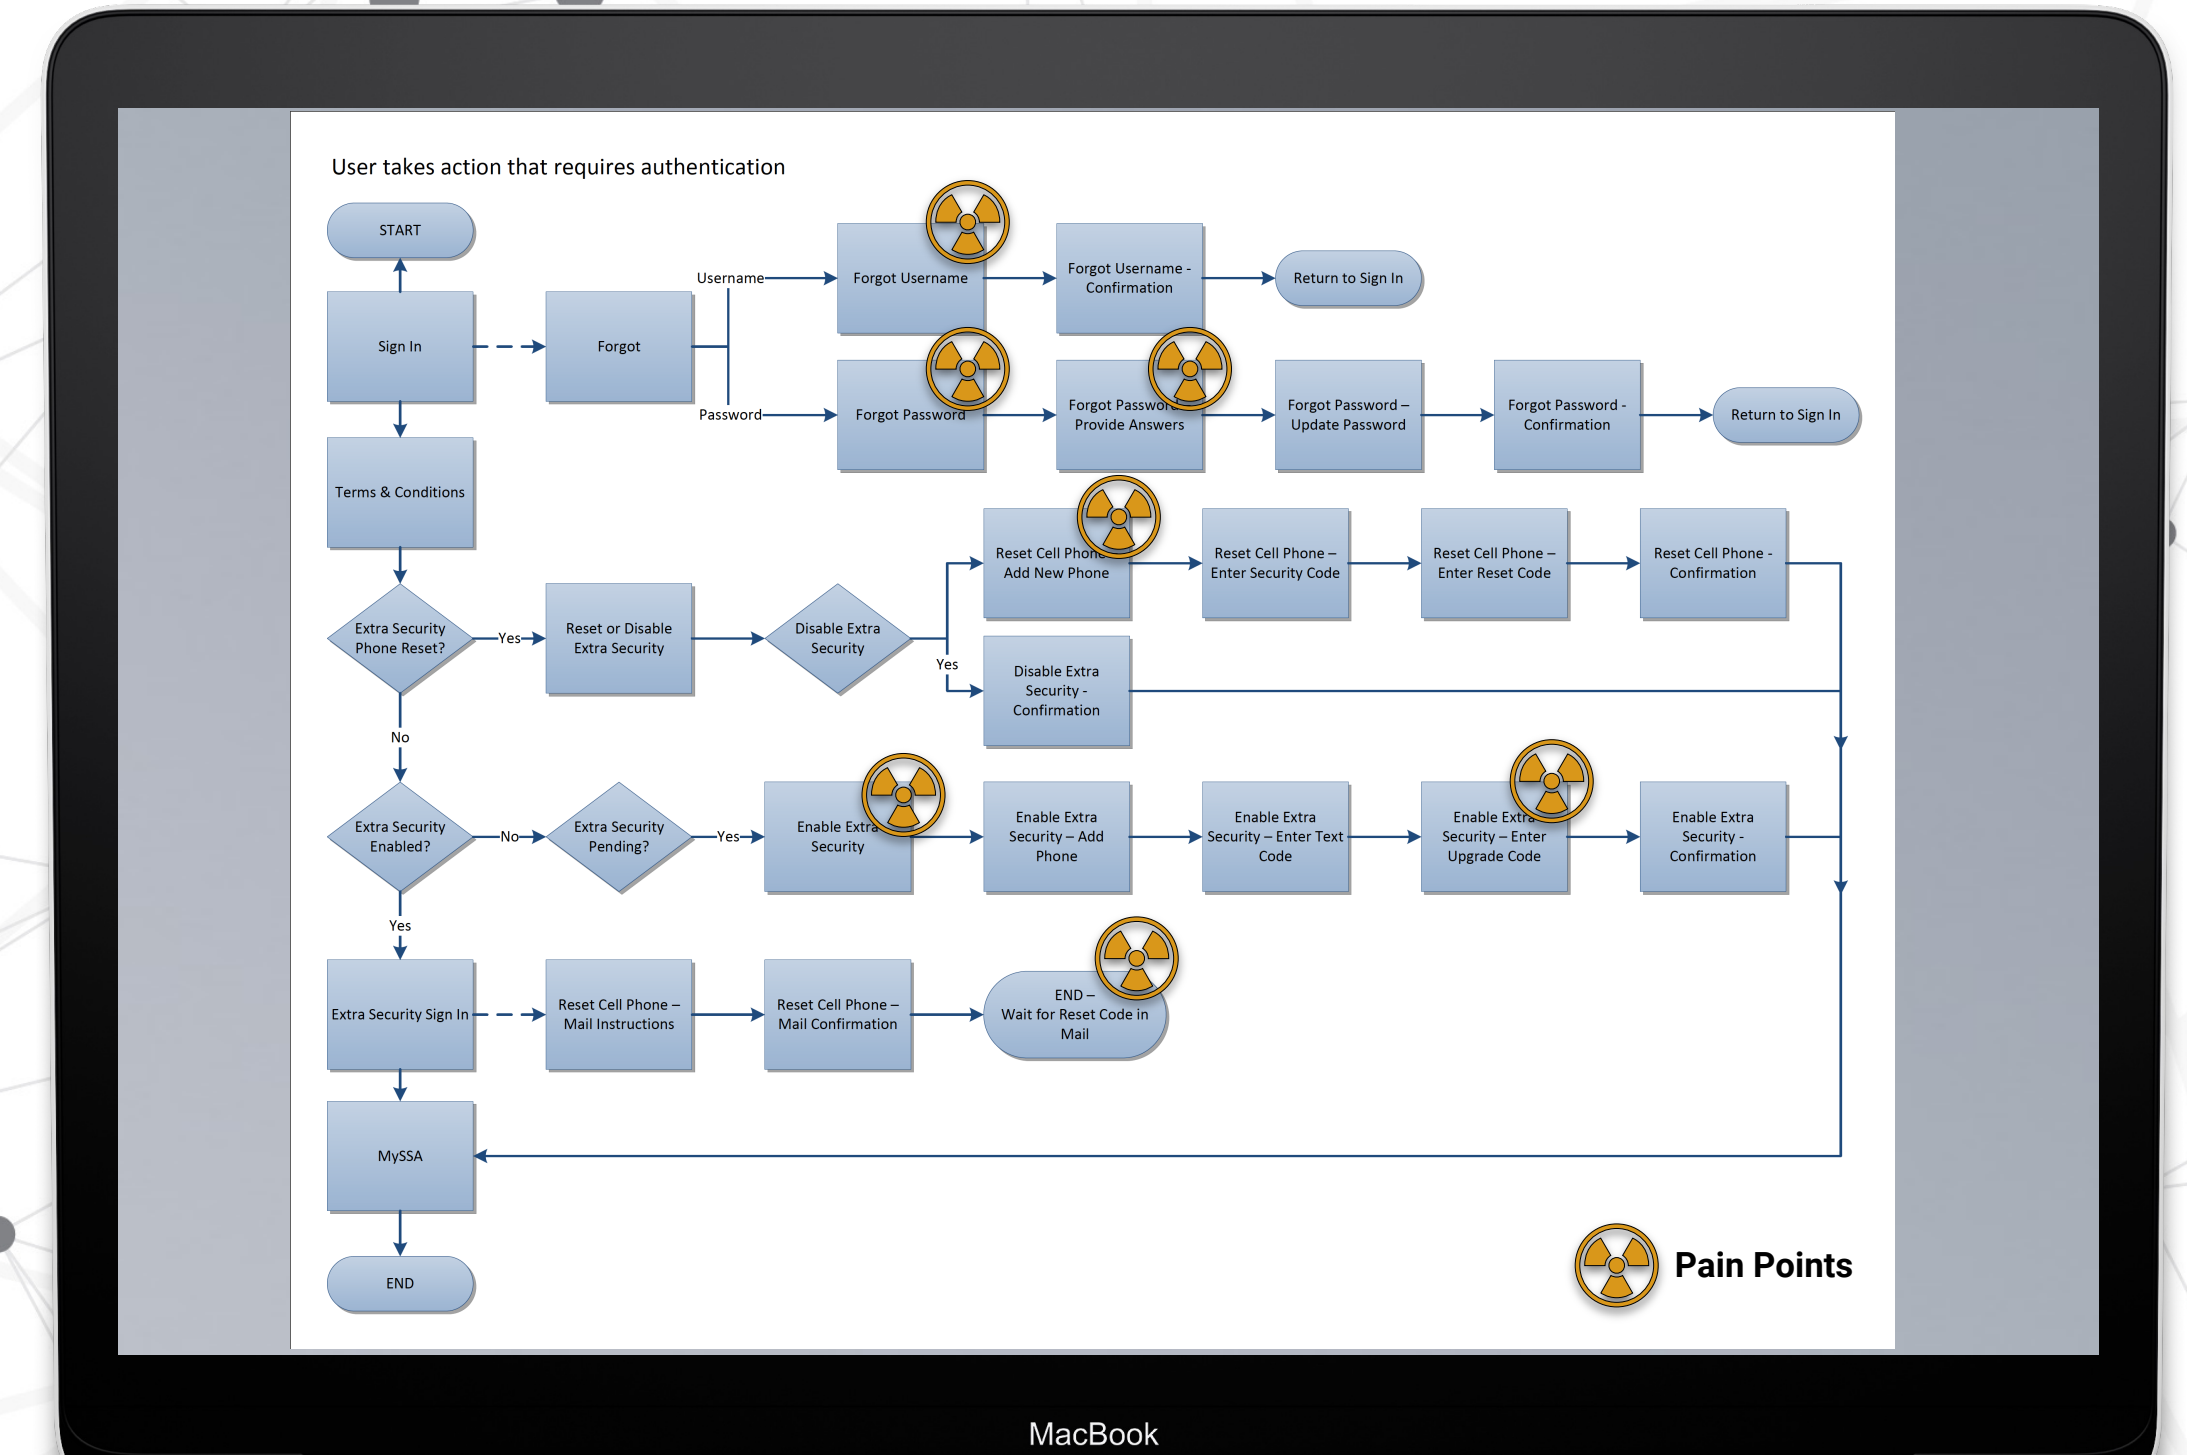 User takes action that requires authentication
START
Sign In
Forgot
Username
Forgot Username
Forgot Username -
Confirmation
Return to Sign In
Password
Forgot Password
Forgot Password
Provide Answers
Forgot Password –
Update Password
Forgot Password -
Confirmation
Return to Sign In
Terms & Conditions
Extra Security
Phone Reset?
Yes
Reset or Disable
Extra Security
Disable Extra
Security
Reset Cell Phone
Add New Phone
Reset Cell Phone –
Enter Security Code
Reset Cell Phone –
Enter Reset Code
Reset Cell Phone -
Confirmation
Yes
Disable Extra
Security -
Confirmation
No
Extra Security
Enabled?
No
Extra Security
Pending?
Yes
Enable Extra
Security
Enable Extra
Security – Add
Phone
Enable Extra
Security – Enter Text
Code
Enable Extra
Security – Enter
Upgrade Code
Enable Extra
Security -
Confirmation
Yes
Extra Security Sign In
Reset Cell Phone –
Mail Instructions
Reset Cell Phone –
Mail Confirmation
END –
Wait for Reset Code in
Mail
MySSA
END
Pain Points
MacBook